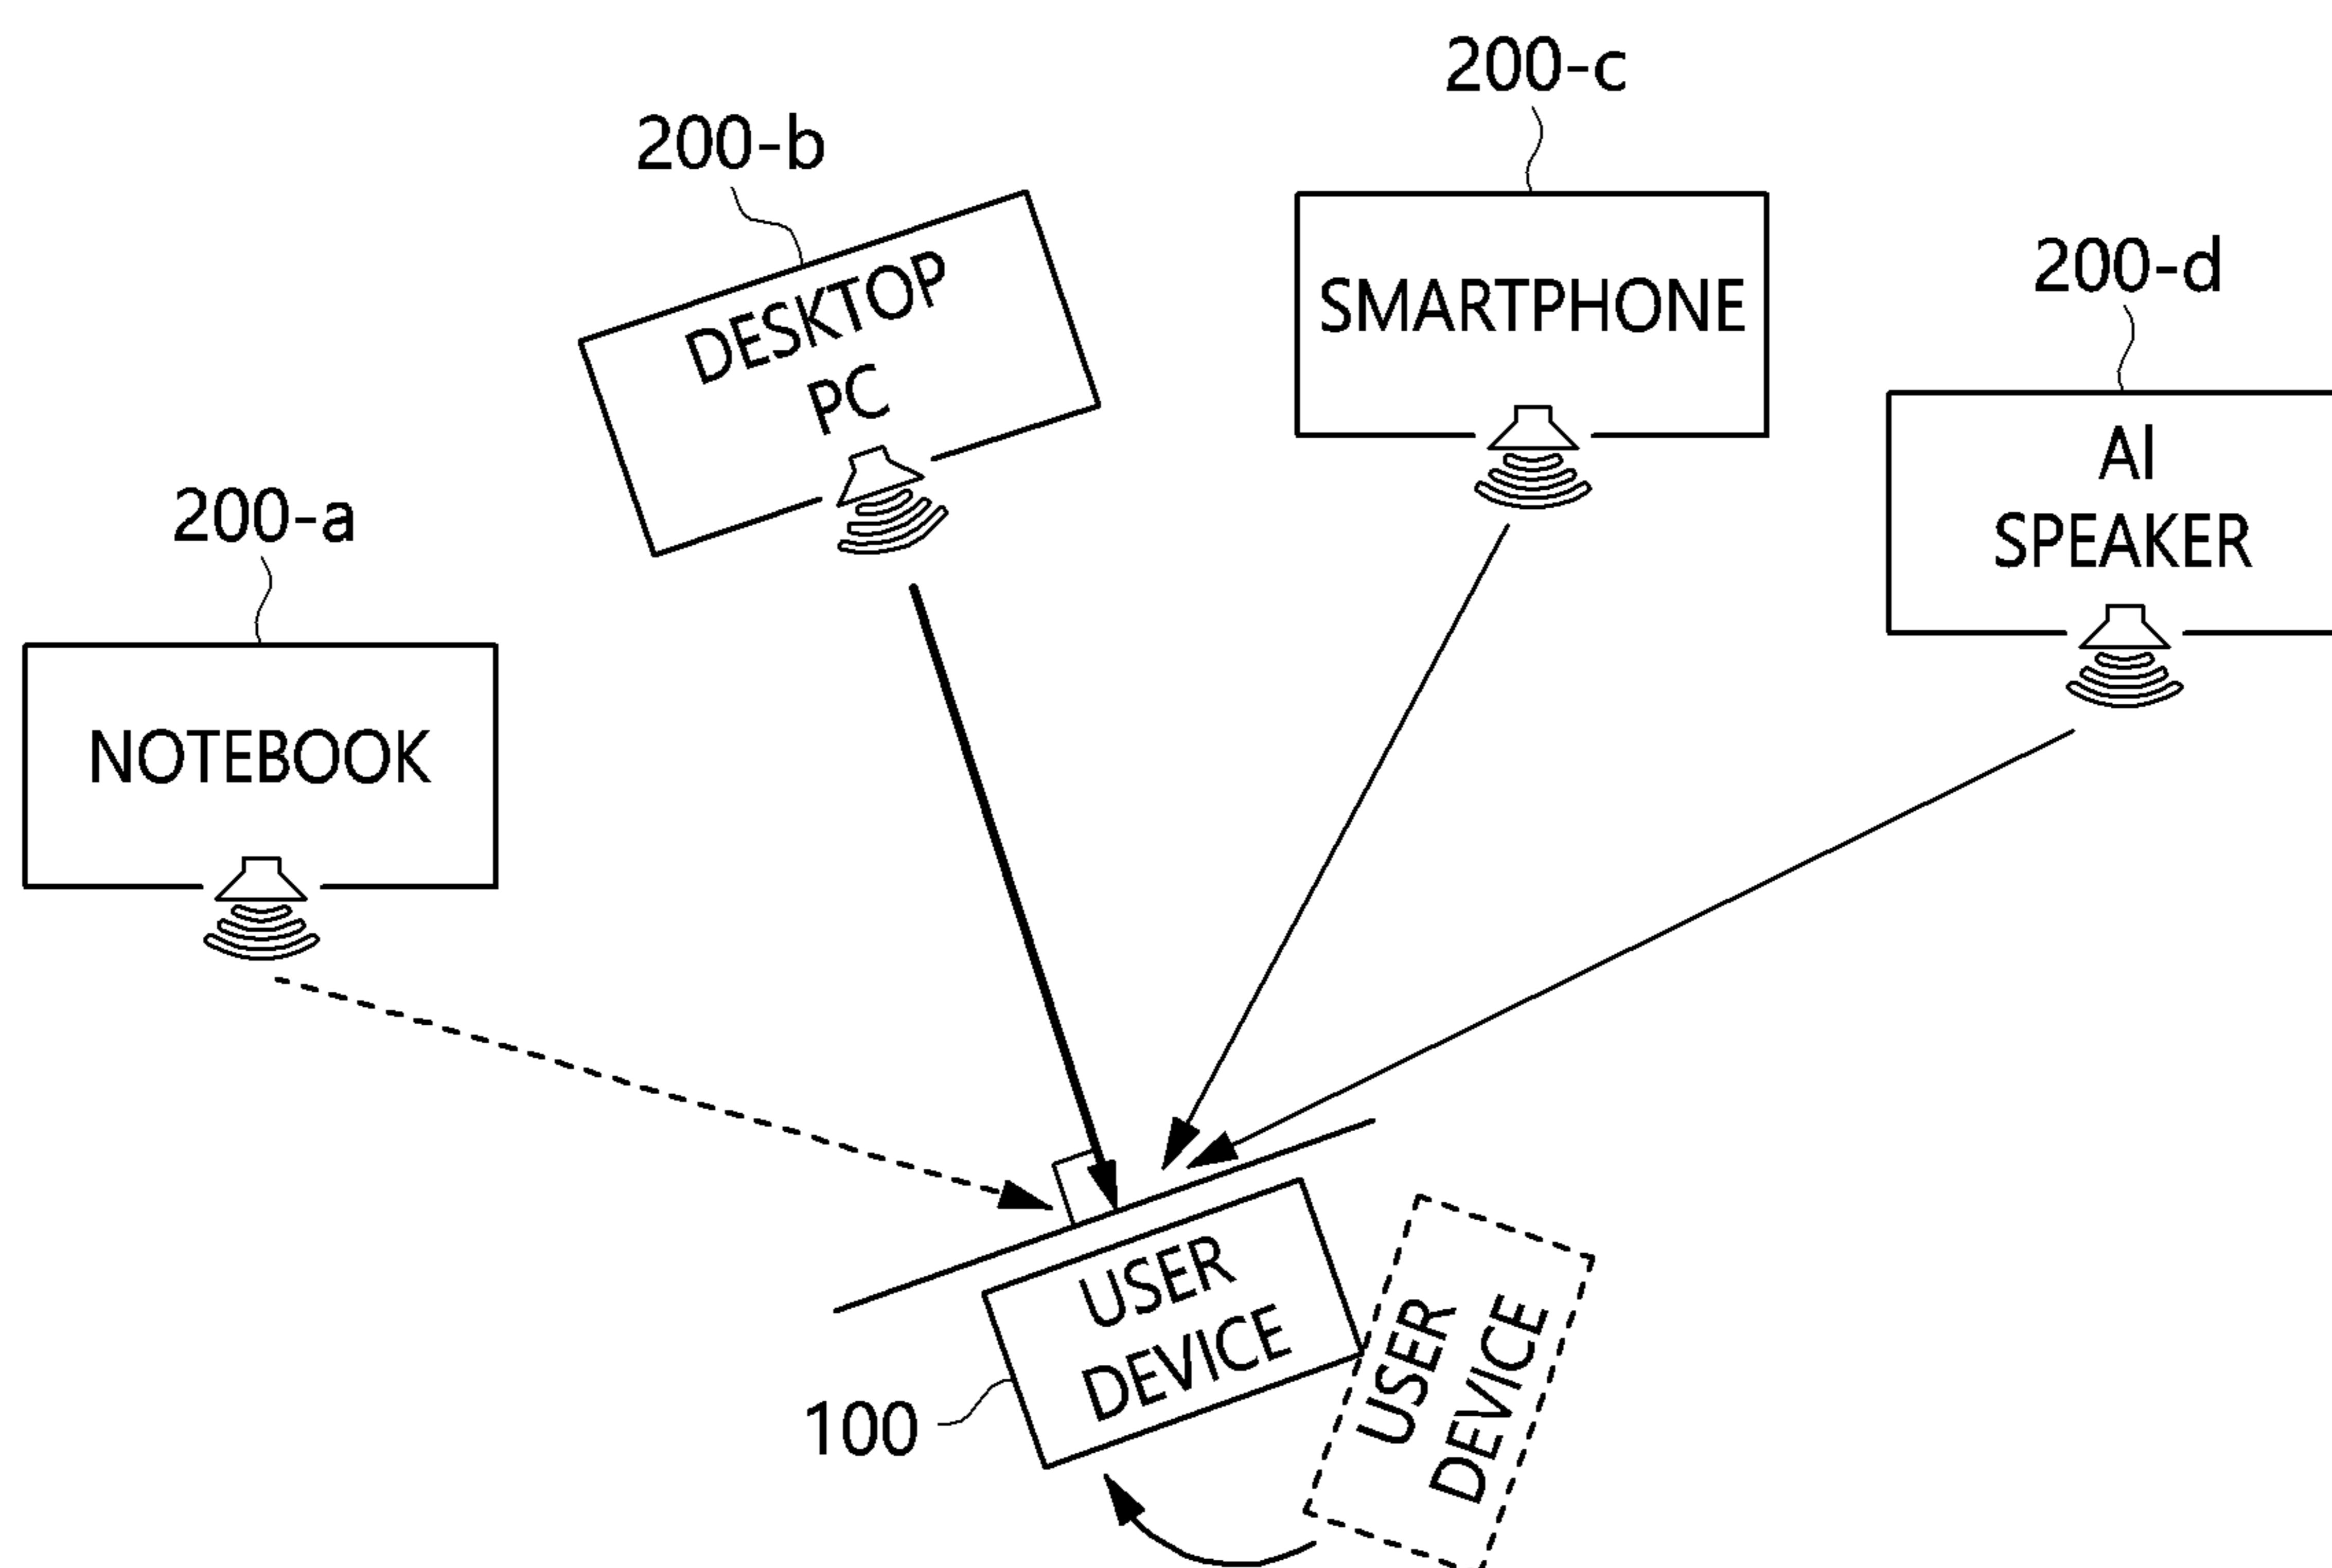 200-c
200-b
200-d
DESKTOP
PC
SMARTPHONE
AI
SPEAKER
200-a
NOTEBOOK
USER
DEVICE
100
USER
DEVICE